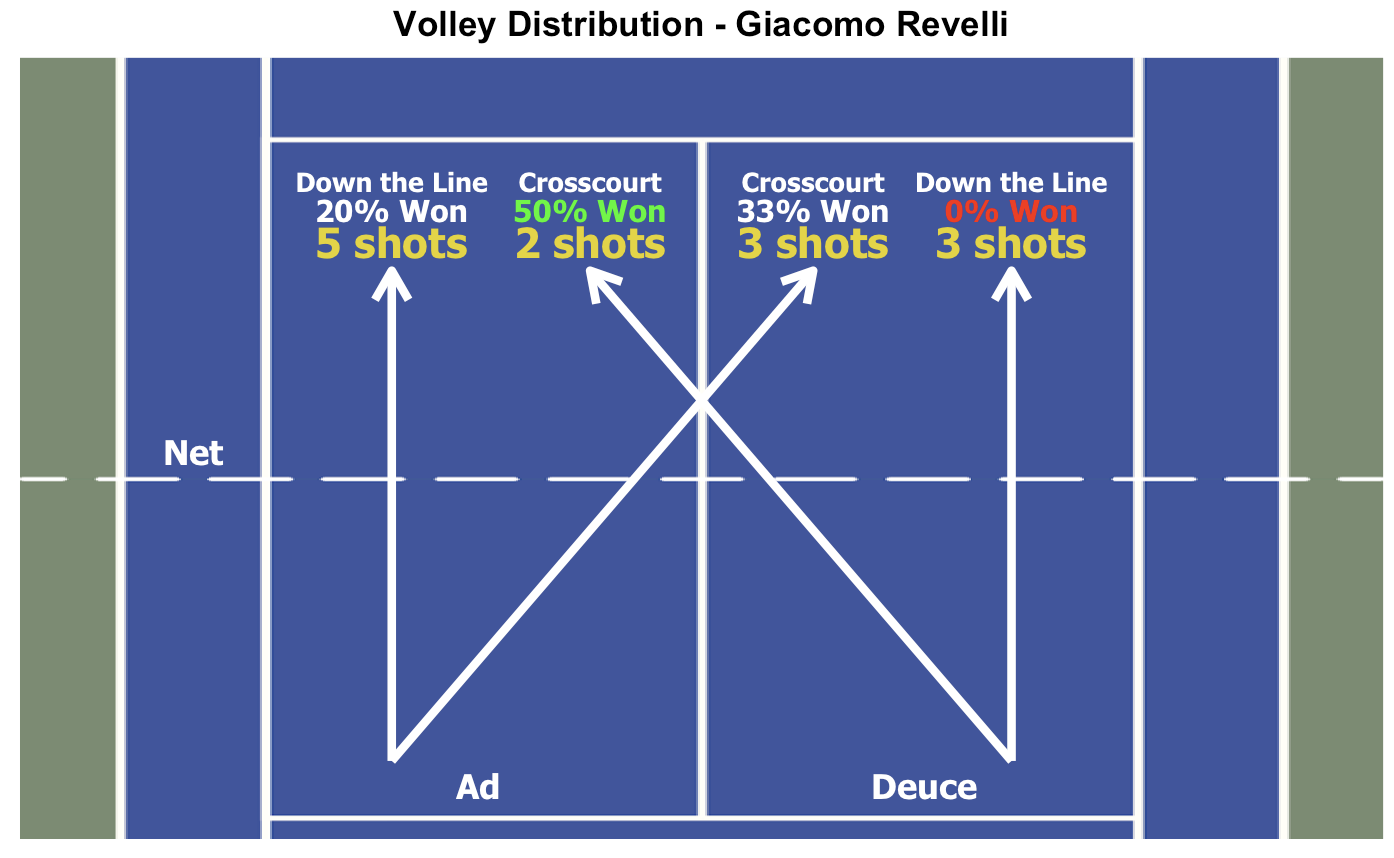 Volley Distribution - Giacomo Revelli
Down the Line
20% Won
5 shots
Crosscourt
50% Won
2 shots
Crosscourt
33% Won
3 shots
Down the Line
0% Won
3 shots
Net
Ad
Deuce